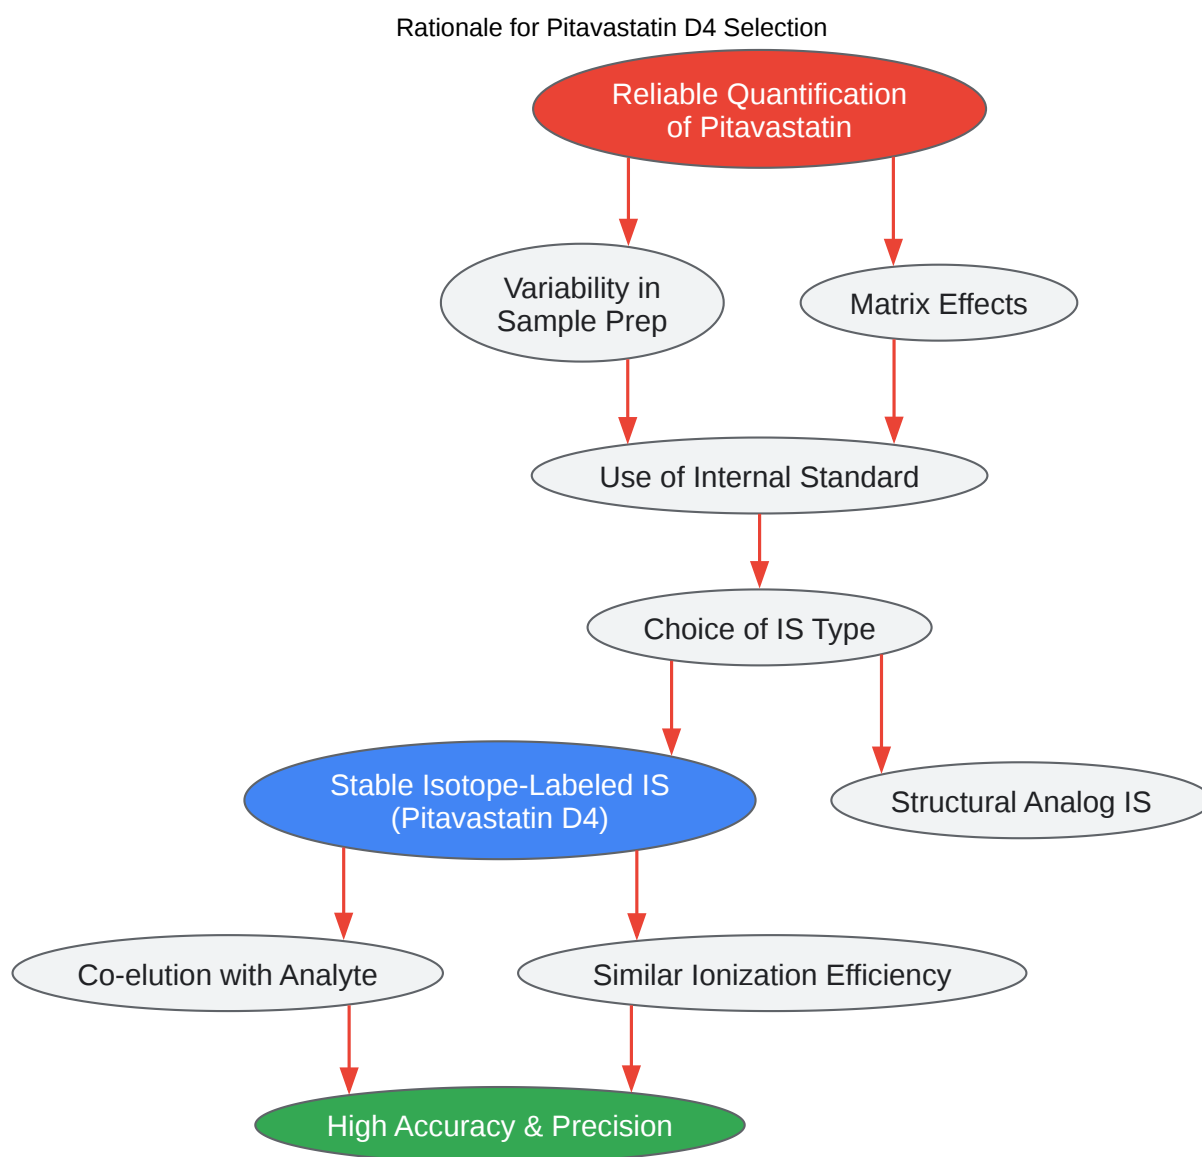 Rationale for Pitavastatin D4 Selection
Reliable Quantification
of Pitavastatin
Variability in
Sample Prep
Matrix Effects
Use of Internal Standard
Choice of IS Type
Stable Isotope-Labeled IS
(Pitavastatin D4)
Structural Analog IS
Co-elution with Analyte
Similar Ionization Efficiency
High Accuracy & Precision